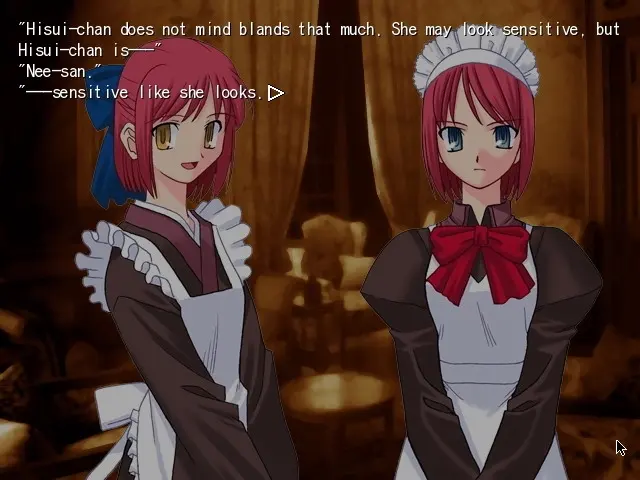 "Hisui-chan does not mind blands that much. She may look sensitive, but
Hisui-chan is――"
"Nee-san."
"――sensitive like she looks.